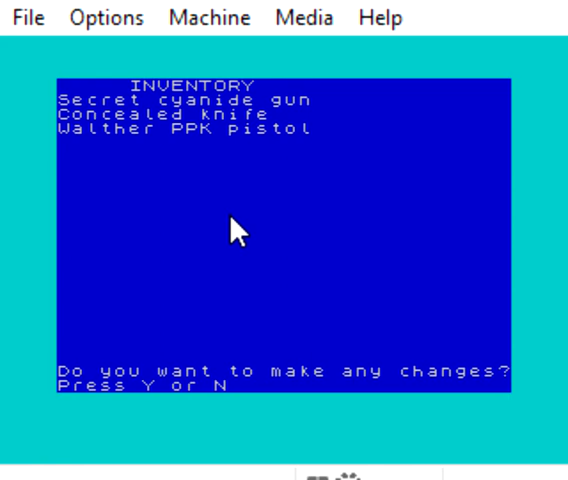 File Options Machine Media Help
INVENTORY
Secret cyanide gun
Concealed knife
Walther PPK pistol
Do you want to make any changes?
Press Y or N